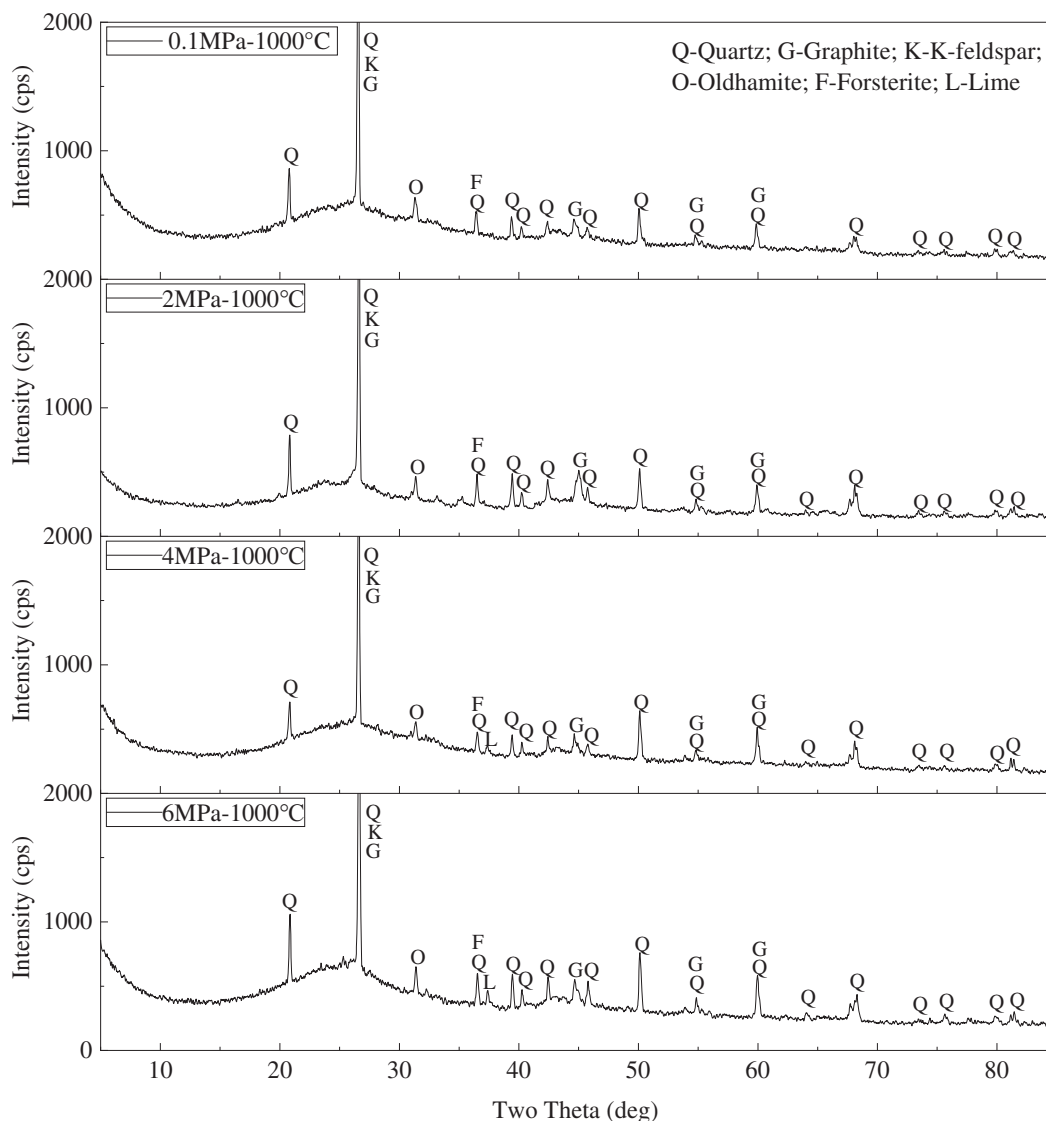 2000
0.1MPa-1000°C
Q
K
G
Q-Quartz; G-Graphite; K-K-feldspar;
O-Oldhamite; F-Forsterite; L-Lime
Intensity (cps)
1000
Q
O
F
Q
Q
Q
Q
G
Q
Q
G
Q
G
Q
Q
Q
Q
Q
Q
2000
2MPa-1000°C
Q
K
G
Intensity (cps)
1000
Q
O
F
Q
Q
Q
Q
G
Q
Q
G
Q
G
Q
Q
Q
Q
Q
Q
Q
2000
4MPa-1000°C
Q
K
G
Intensity (cps)
1000
Q
O
F
Q
L
Q
Q
Q
G
Q
Q
G
Q
G
Q
Q
Q
Q
Q
Q
Q
2000
6MPa-1000°C
Q
K
G
Intensity (cps)
1000
Q
O
F
Q
L
Q
Q
Q
G
Q
Q
G
Q
G
Q
Q
Q
Q
Q
Q
Q
0
10 20 30 40 50 60 70 80
Two Theta (deg)